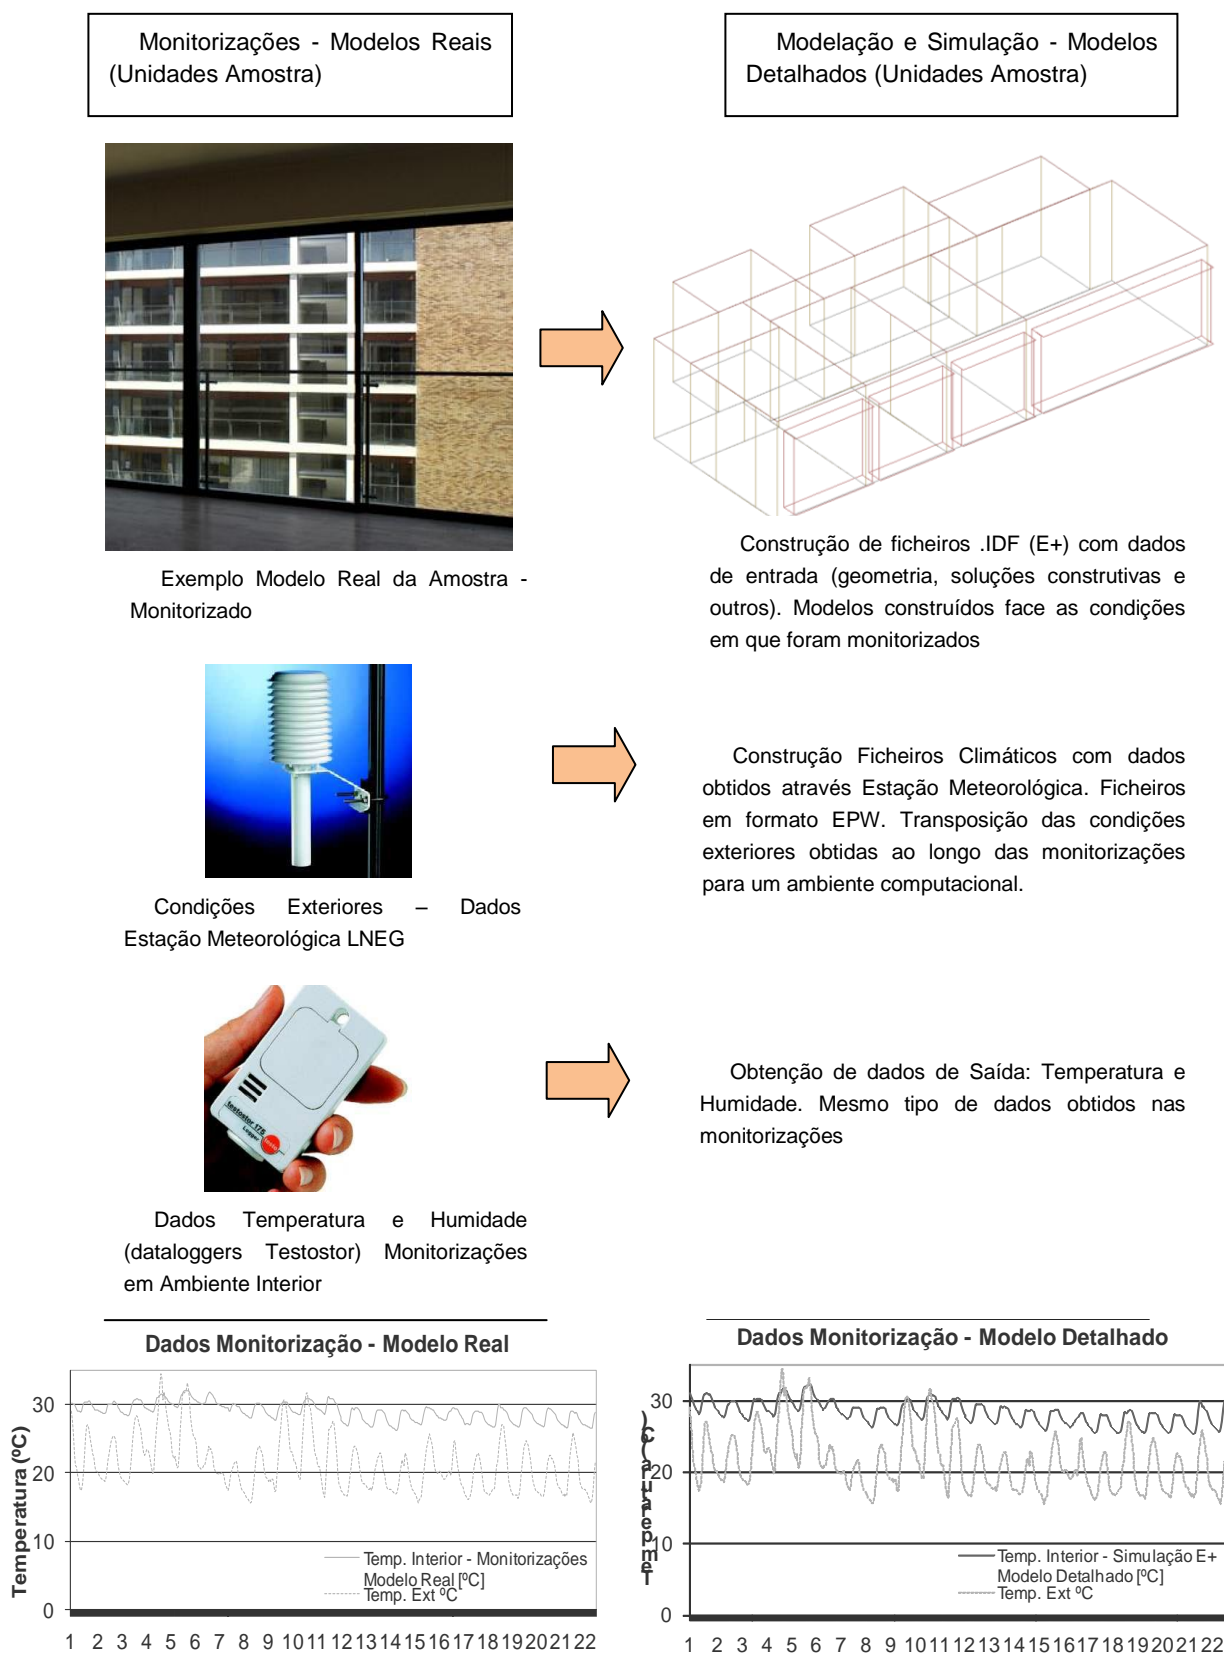 Monitorizações - Modelos Reais
(Unidades Amostra)
Modelação e Simulação - Modelos
Detalhados (Unidades Amostra)
Exemplo Modelo Real da Amostra -
Monitorizado
Construção de ficheiros .IDF (E+) com dados
de entrada (geometria, soluções construtivas e
outros). Modelos construídos face as condições
em que foram monitorizados
Condições Exteriores – Dados
Estação Meteorológica LNEG
Construção Ficheiros Climáticos com dados
obtidos através Estação Meteorológica. Ficheiros
em formato EPW. Transposição das condições
exteriores obtidas ao longo das monitorizações
para um ambiente computacional.
testostor 175
Logger
testo
Dados Temperatura e Humidade
(dataloggers Testostor) Monitorizações
em Ambiente Interior
Obtenção de dados de Saída: Temperatura e
Humidade. Mesmo tipo de dados obtidos nas
monitorizações
Dados Monitorização - Modelo Real
Temperatura (ºC)
30
20
10
0
Temp. Interior - Monitorizações
Modelo Real [ºC]
Temp. Ext ºC
1 2 3 4 5 6 7 8 9 10 11 12 13 14 15 16 17 18 19 20 21 22
Dados Monitorização - Modelo Detalhado
Temperatura (ºC)
30
20
10
0
Temp. Interior - Simulação E+
Modelo Detalhado [ºC]
Temp. Ext ºC
1 2 3 4 5 6 7 8 9 10 11 12 13 14 15 16 17 18 19 20 21 22